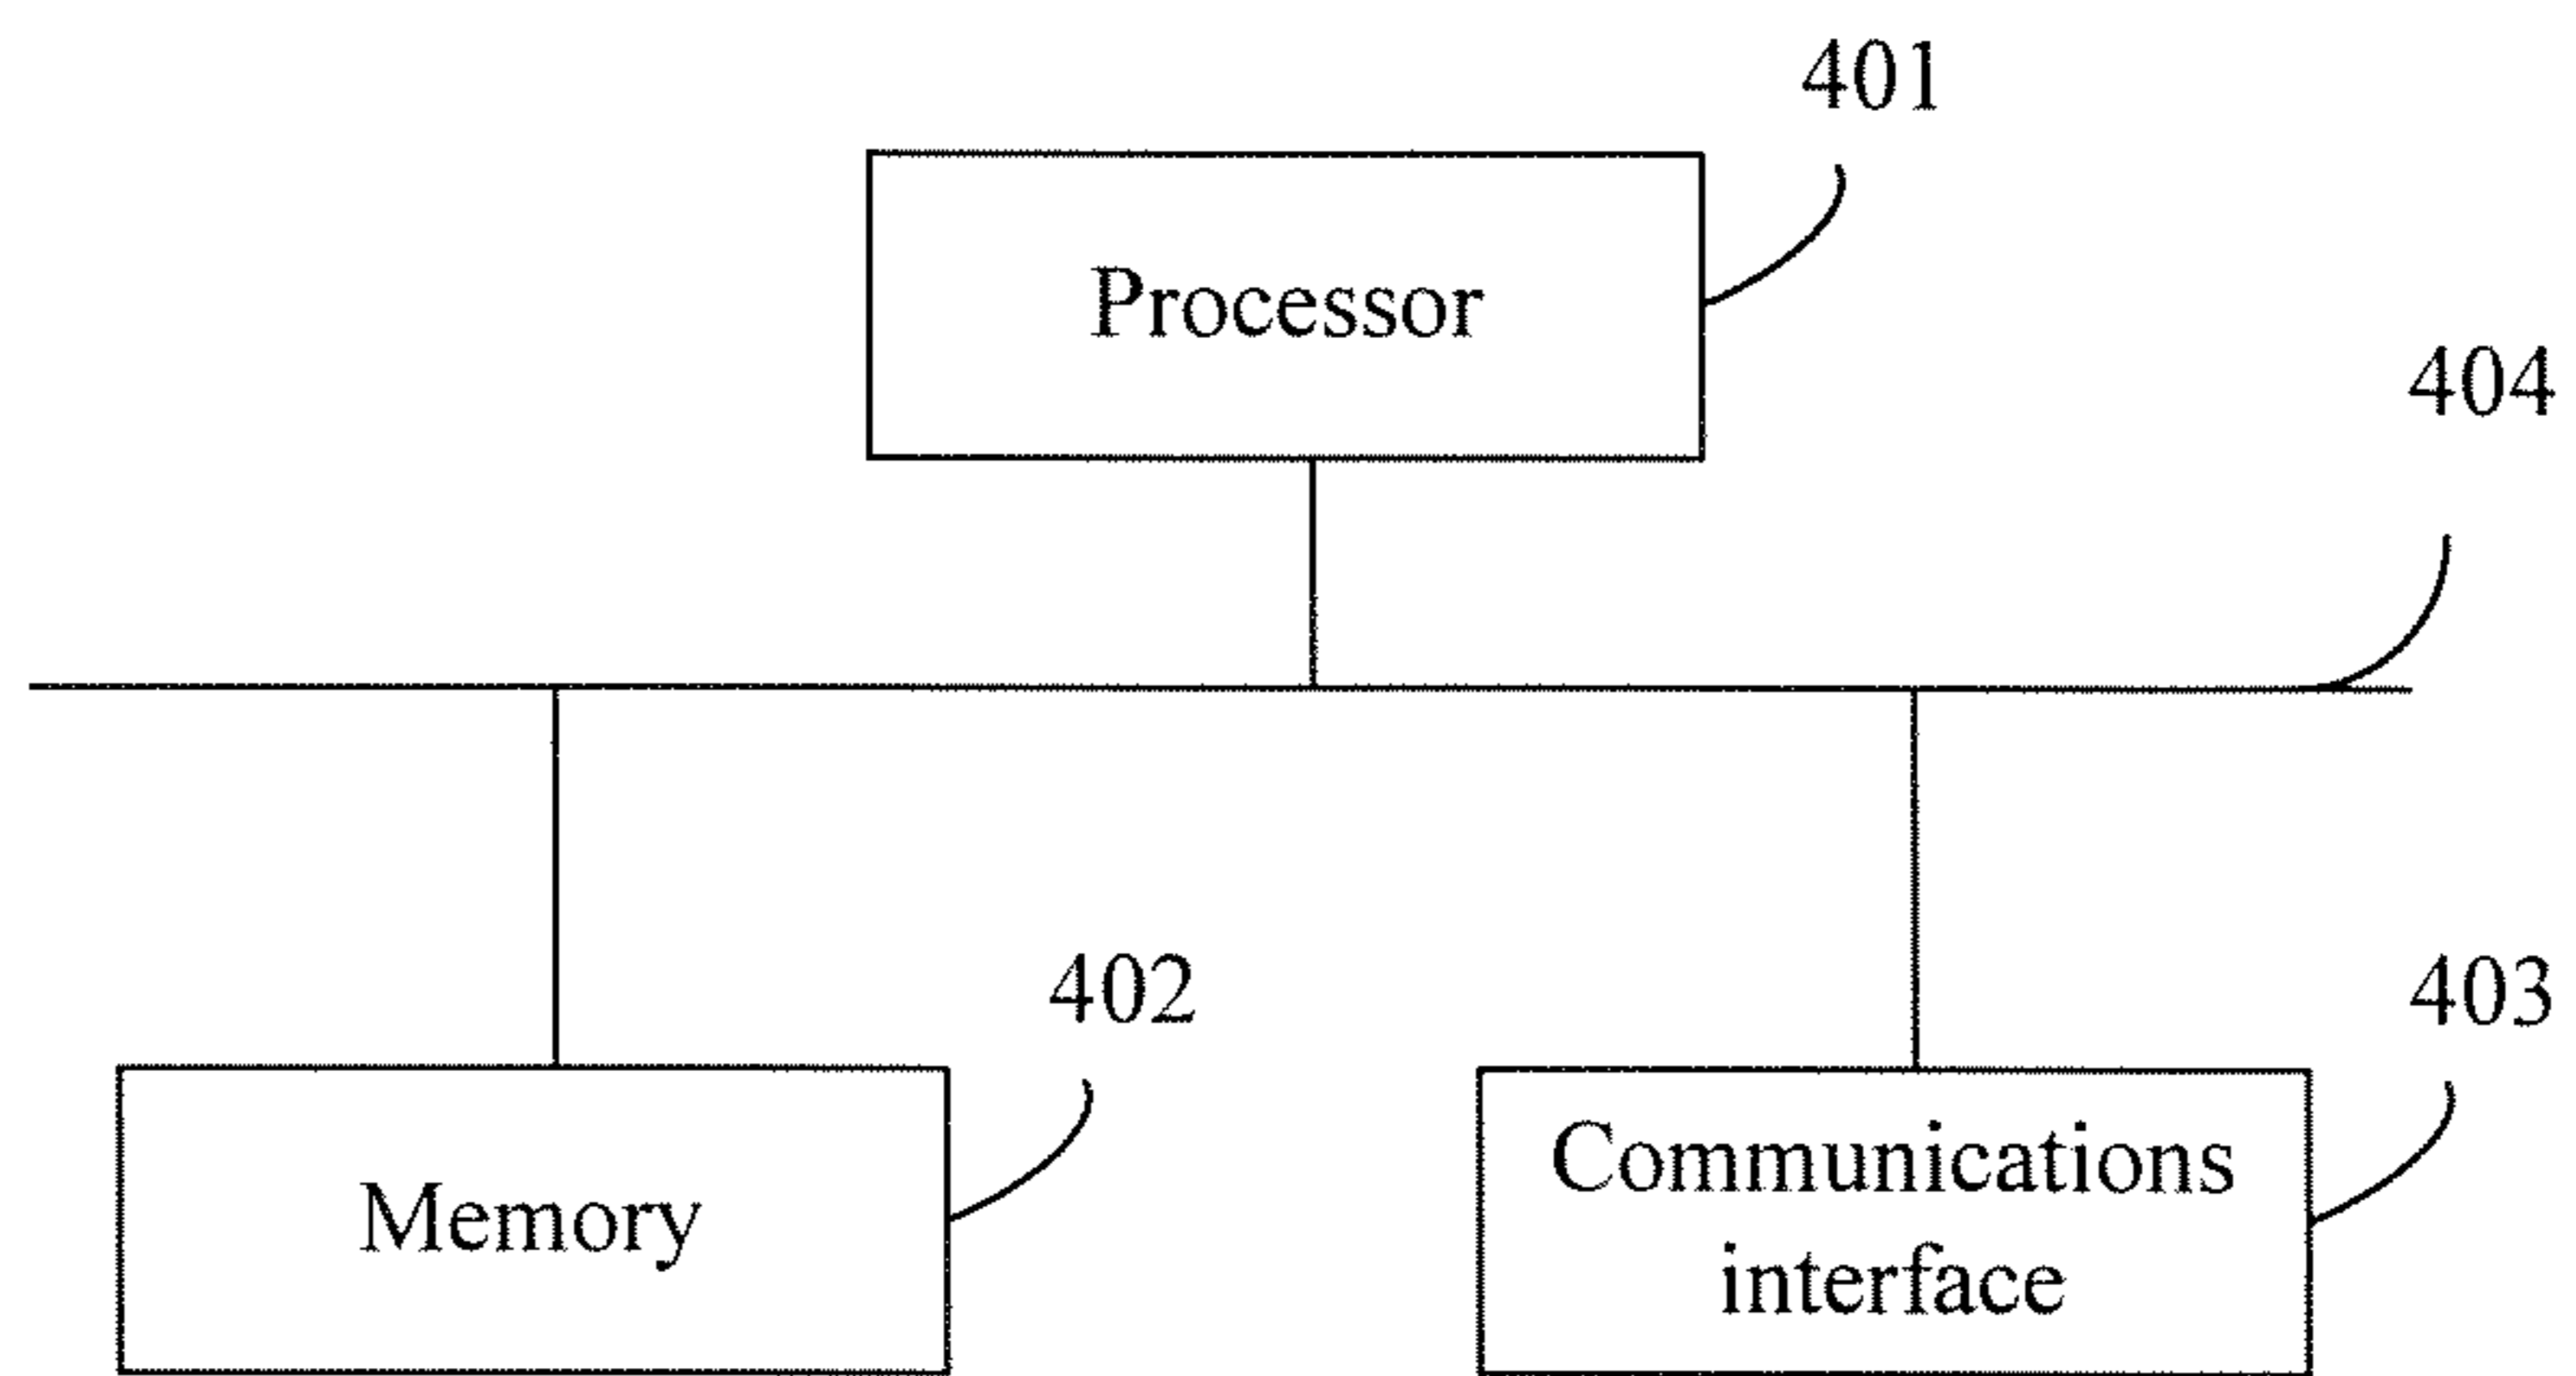 401
Processor
404
402
403
Memory
Communications
interface